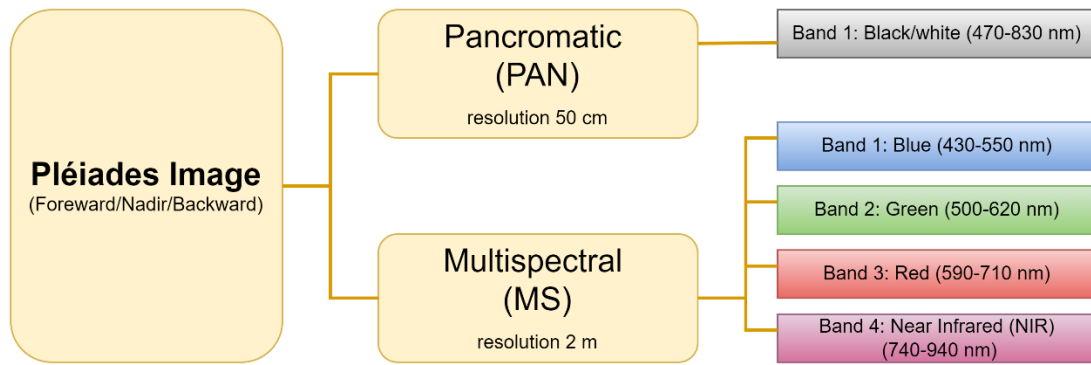 Pléiades Image
(Foreward/Nadir/Backward)
Pancromatic
(PAN)
resolution 50 cm
Multispectral
(MS)
resolution 2 m
Band 1: Black/white (470-830 nm)
Band 1: Blue (430-550 nm)
Band 2: Green (500-620 nm)
Band 3: Red (590-710 nm)
Band 4: Near Infrared (NIR)
(740-940 nm)